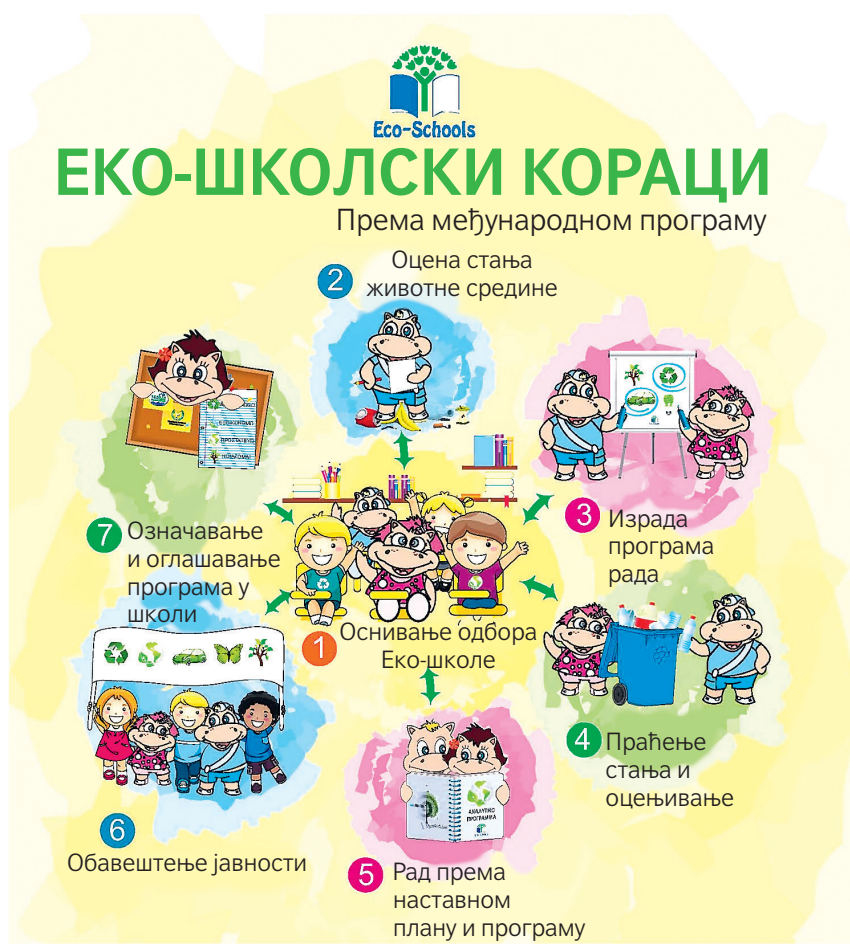 Eco-Schools
ЕКО-ШКОЛСКИ КОРАЦИ
Према међународном програму
2
Оцена стања
животне средине
3
Израда
програма
рада
7
Означавање
и оглашавање
програма у
школи
1
Оснивање одбора
Еко-школе
4
Праћење
стања и
оцењивање
6
Обавештење јавности
5
Рад према
наставном
плану и програму